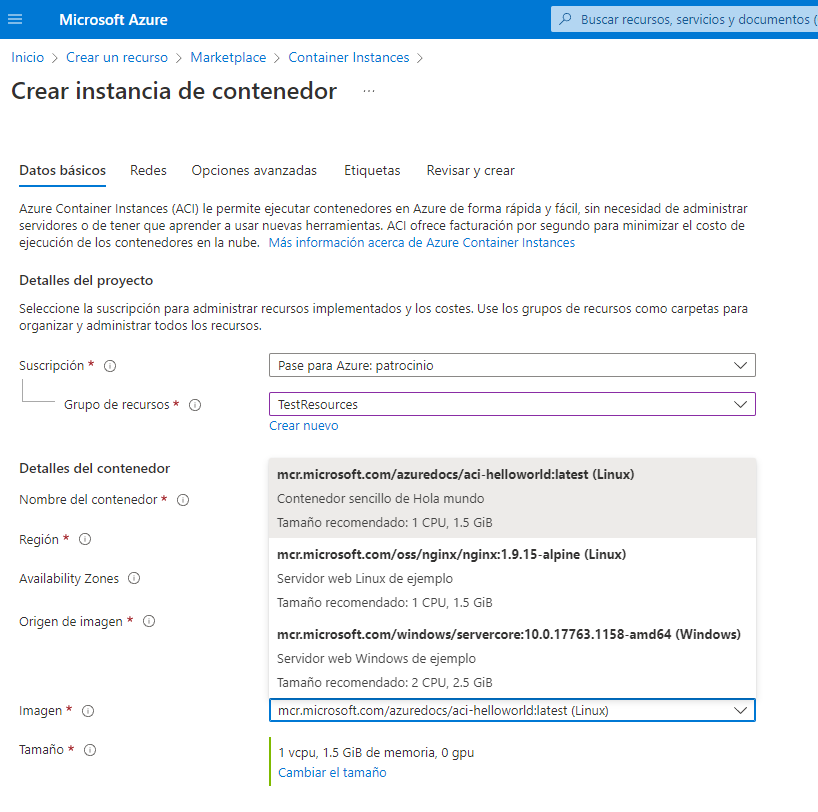 Microsoft Azure
Buscar recursos, servicios y documentos (
Inicio > Crear un recurso > Marketplace > Container Instances >
Crear instancia de contenedor ...
Datos básicos
Redes
Opciones avanzadas
Etiquetas
Revisar y crear
Azure Container Instances (ACI) le permite ejecutar contenedores en Azure de forma rápida y fácil, sin necesidad de administrar
servidores o de tener que aprender a usar nuevas herramientas. ACI ofrece facturación por segundo para minimizar el costo de
ejecución de los contenedores en la nube. Más información acerca de Azure Container Instances
Detalles del proyecto
Seleccione la suscripción para administrar recursos implementados y los costes. Use los grupos de recursos como carpetas para
organizar y administrar todos los recursos.
Suscripción *
Pase para Azure: patrocinio
Grupo de recursos *
TestResources
Crear nuevo
Detalles del contenedor
Nombre del contenedor *
Región *
Availability Zones
Origen de imagen *
mcr.microsoft.com/azuredocs/aci-helloworld:latest (Linux)
Contenedor sencillo de Hola mundo
Tamaño recomendado: 1 CPU, 1.5 GiB
mcr.microsoft.com/oss/nginx/nginx:1.9.15-alpine (Linux)
Servidor web Linux de ejemplo
Tamaño recomendado: 1 CPU, 1.5 GiB
mcr.microsoft.com/windows/servercore:10.0.17763.1158-amd64 (Windows)
Servidor web Windows de ejemplo
Tamaño recomendado: 2 CPU, 2.5 GiB
Imagen *
mcr.microsoft.com/azuredocs/aci-helloworld:latest (Linux)
Tamaño *
1 vcpu, 1.5 GiB de memoria, 0 gpu
Cambiar el tamaño